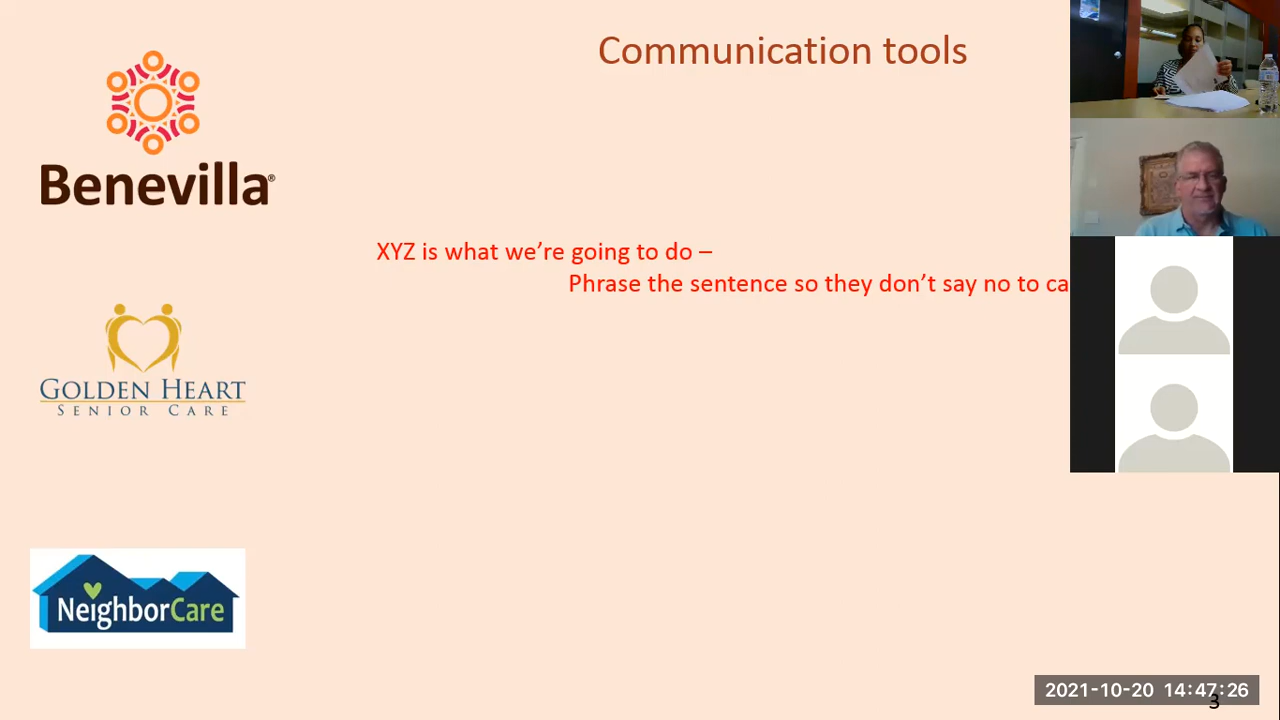 Communication tools
Benevilla®
XYZ is what we're going to do –
Phrase the sentence so they don't say no to ca
GOLDEN HEART
SENIOR CARE
NeighborCare
2021-10-20 14:47:26
3